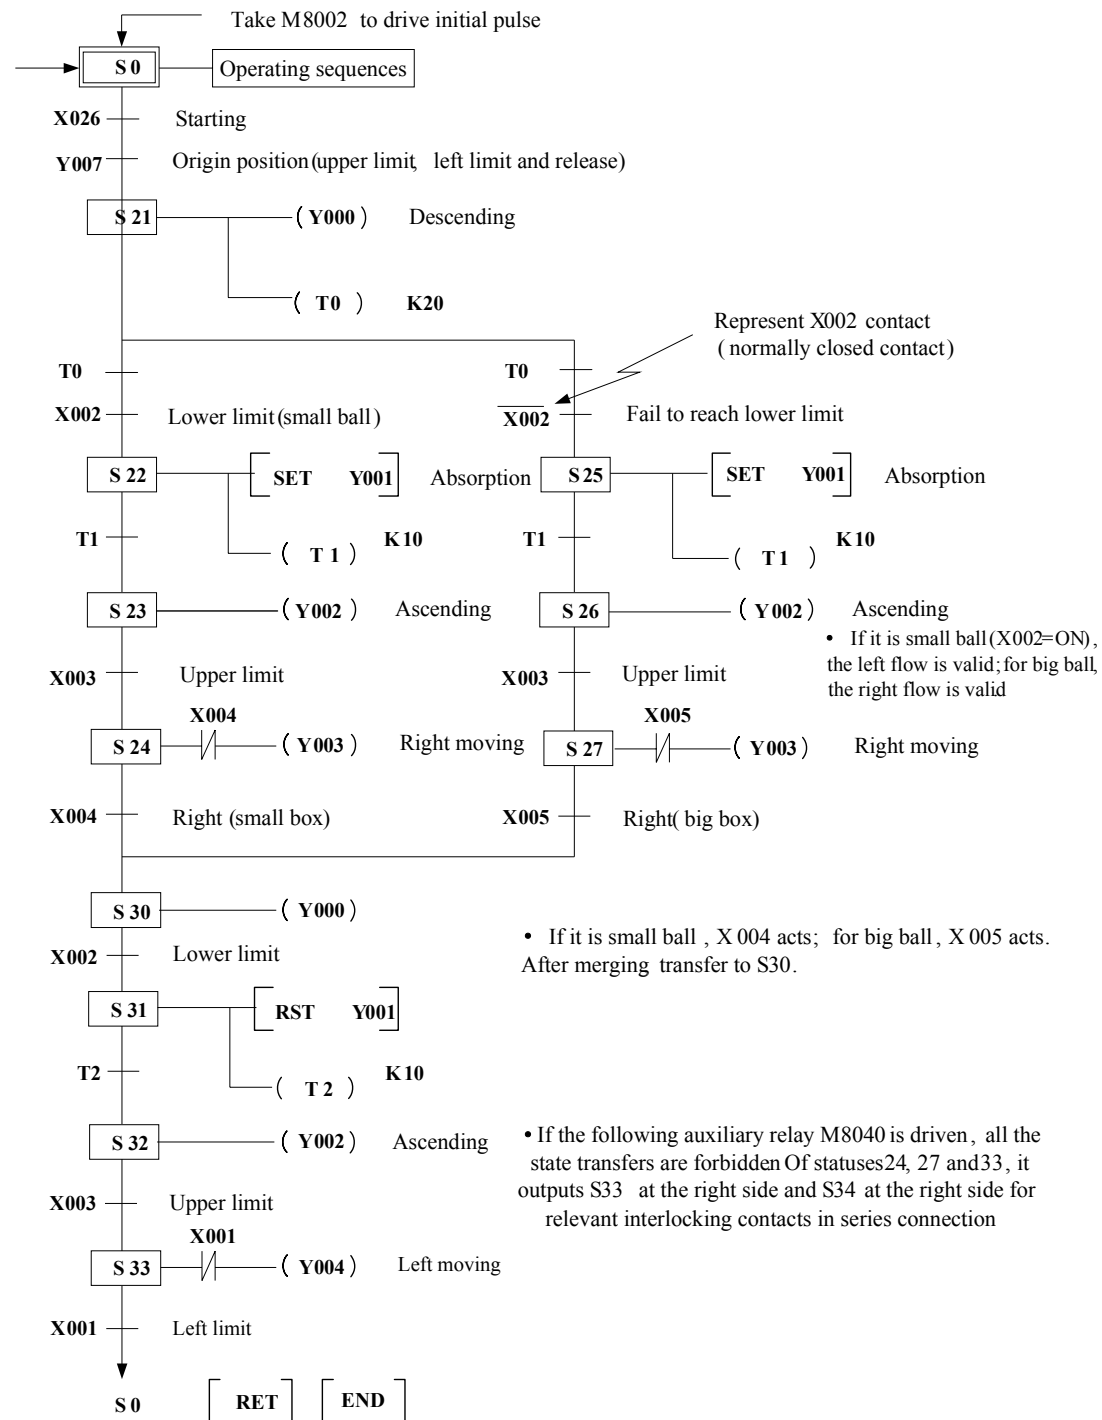 Take M8002 to drive initial pulse
S 0 Operating sequences
X026 Starting
Y007 Origin position (upper limit, left limit and release)
S 21 ( Y000 ) Descending
( T0 ) K20
Represent X002 contact
( normally closed contact )
T0 T0
X002 Lower limit (small ball ) X002 Fail to reach lower limit
S 22 [ SET Y001 ] Absorption S 25 [ SET Y001 ] Absorption
T1 ( T 1 ) K 10 T1 ( T 1 ) K 10
S 23 ( Y002 ) Ascending S 26 ( Y002 ) Ascending
• If it is small ball (X002=ON) ,
the left flow is valid; for big ball,
the right flow is valid
X003 Upper limit X003 Upper limit
X004 X005
S 24 ( Y003 ) Right moving S 27 ( Y003 ) Right moving
X004 Right (small box) X005 Right( big box)
S 30 ( Y000 )
• If it is small ball , X 004 acts; for big ball , X 005 acts.
After merging transfer to S30.
X002 Lower limit
S 31 [ RST Y001 ]
T2 ( T 2 ) K 10
S 32 ( Y002 ) Ascending
• If the following auxiliary relay M8040 is driven , all the
state transfers are forbidden Of statuses24, 27 and33, it
outputs S33 at the right side and S34 at the right side for
relevant interlocking contacts in series connection
X003 Upper limit
X001
S 33 ( Y004 ) Left moving
X001 Left limit
S 0 [ RET ] [ END ]